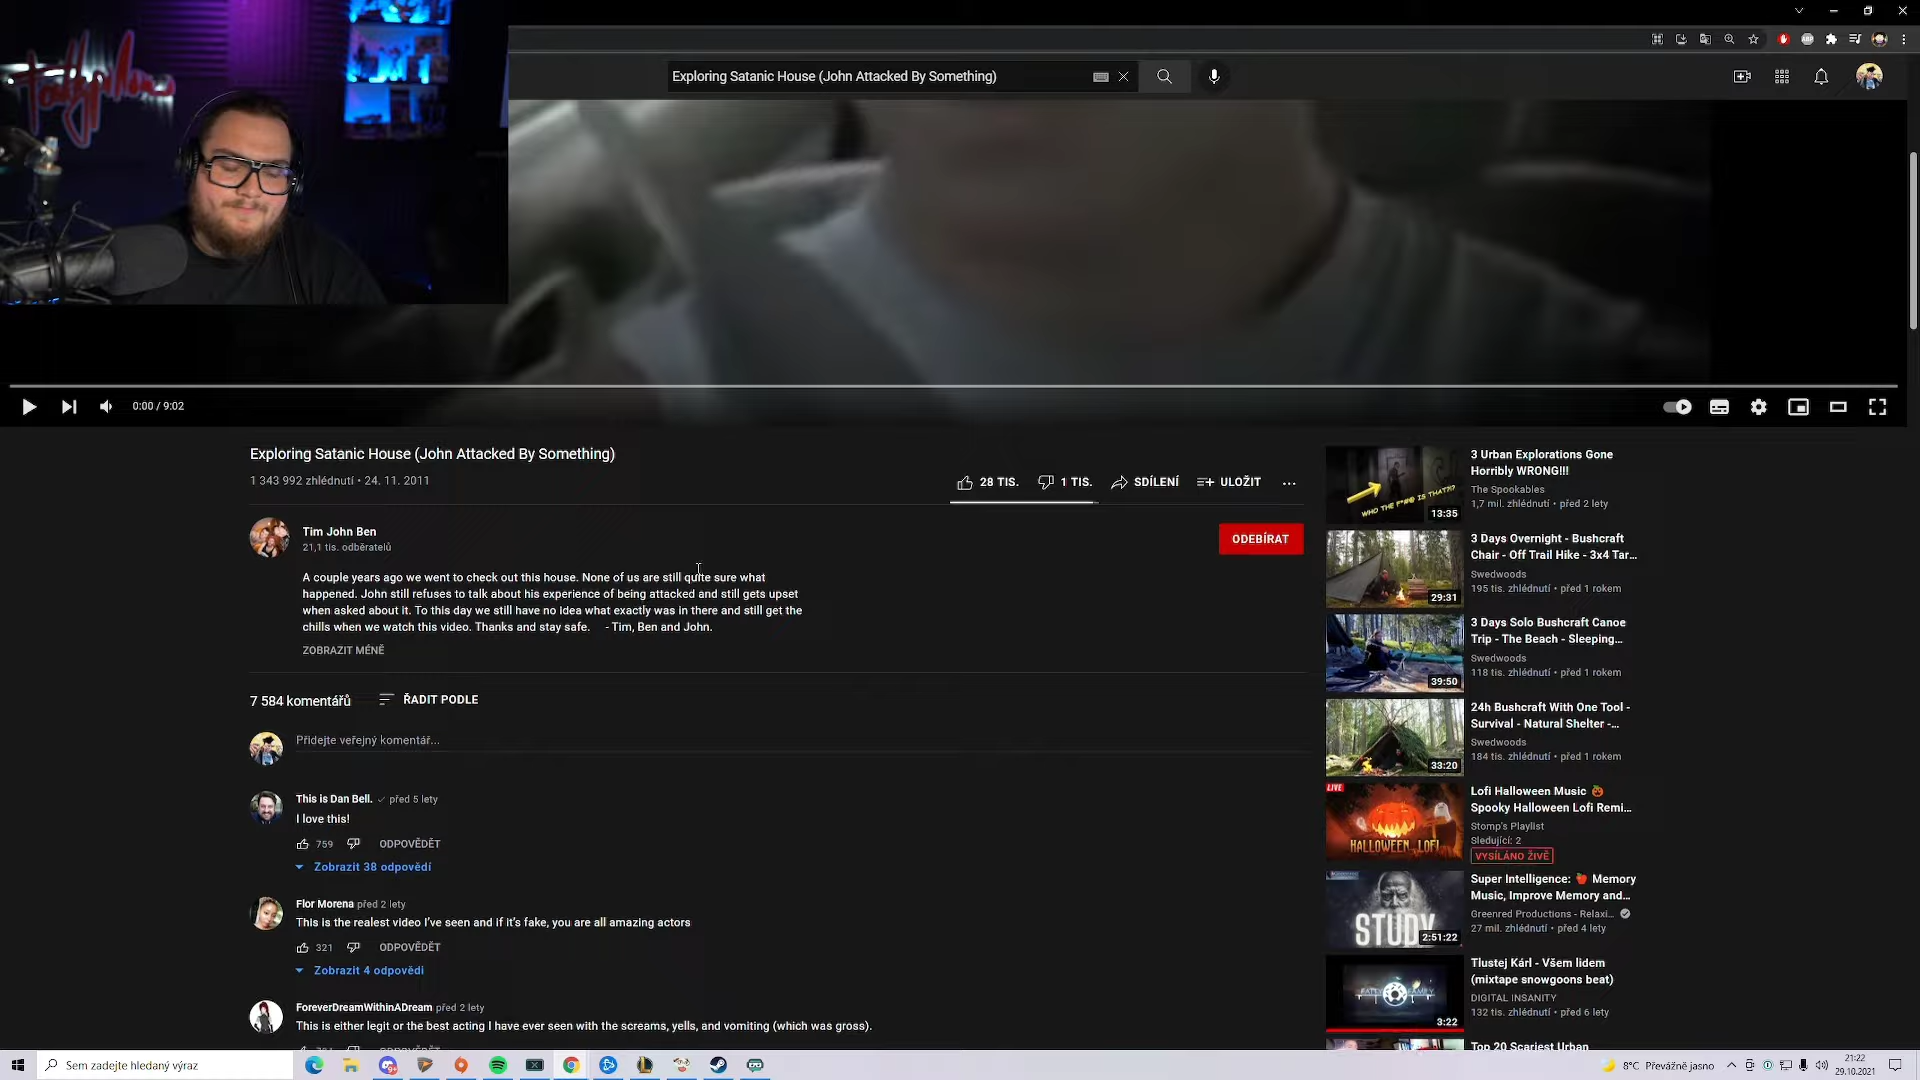 Exploring Satanic House (John Attacked By Something)
0:00 / 9:02
Exploring Satanic House (John Attacked By Something)
1 343 992 zhlédnutí • 24. 11. 2011
28 TIS.
1 TIS.
SDÍLENÍ
ULOŽIT
Tim John Ben
21,1 tis. odběratelů
ODEBÍRAT
A couple years ago we went to check out this house. None of us are still quite sure what
happened. John still refuses to talk about his experience of being attacked and still gets upset
when asked about it. To this day we still have no idea what exactly was in there and still get the
chills when we watch this video. Thanks and stay safe. - Tim, Ben and John.
ZOBRAZIT MÉNĚ
7 584 komentářů
ŘADIT PODLE
Přidejte veřejný komentář...
This is Dan Bell. před 5 lety
I love this!
759
ODPOVĚDĚT
Zobrazit 38 odpovědí
Flor Morena před 2 lety
This is the realest video I've seen and if it's fake, you are all amazing actors
321
ODPOVĚDĚT
Zobrazit 4 odpovědi
ForeverDreamWithinADream před 2 lety
This is either legit or the best acting I have ever seen with the screams, yells, and vomiting (which was gross).
WHO THE F*#@ IS THAT?!?
13:35
3 Urban Explorations Gone
Horribly WRONG!!!
The Spookables
1,7 mil. zhlédnutí • před 2 lety
29:31
3 Days Overnight - Bushcraft
Chair - Off Trail Hike - 3x4 Tar...
Swedwoods
195 tis. zhlédnutí • před 1 rokem
39:50
3 Days Solo Bushcraft Canoe
Trip - The Beach - Sleeping...
Swedwoods
118 tis. zhlédnutí • před 1 rokem
33:20
24h Bushcraft With One Tool -
Survival - Natural Shelter -...
Swedwoods
184 tis. zhlédnutí • před 1 rokem
LIVE
HALLOWEEN LOFI
Lofi Halloween Music
Spooky Halloween Lofi Remi...
Stomp's Playlist
Sledující: 2
VYSÍLÁNO ŽIVĚ
STUDY
2:51:22
Super Intelligence: Memory
Music, Improve Memory and...
Greenred Productions - Relaxi...
27 mil. zhlédnutí • před 4 lety
3:22
Tlustej Kárl - Všem lidem
(mixtape snowgoons beat)
DIGITAL INSANITY
132 tis. zhlédnutí • před 6 lety
Top 20 Scariest Urban
Sem zadejte hledaný výraz
8°C Převážně jasno
21:22
29.10.2021